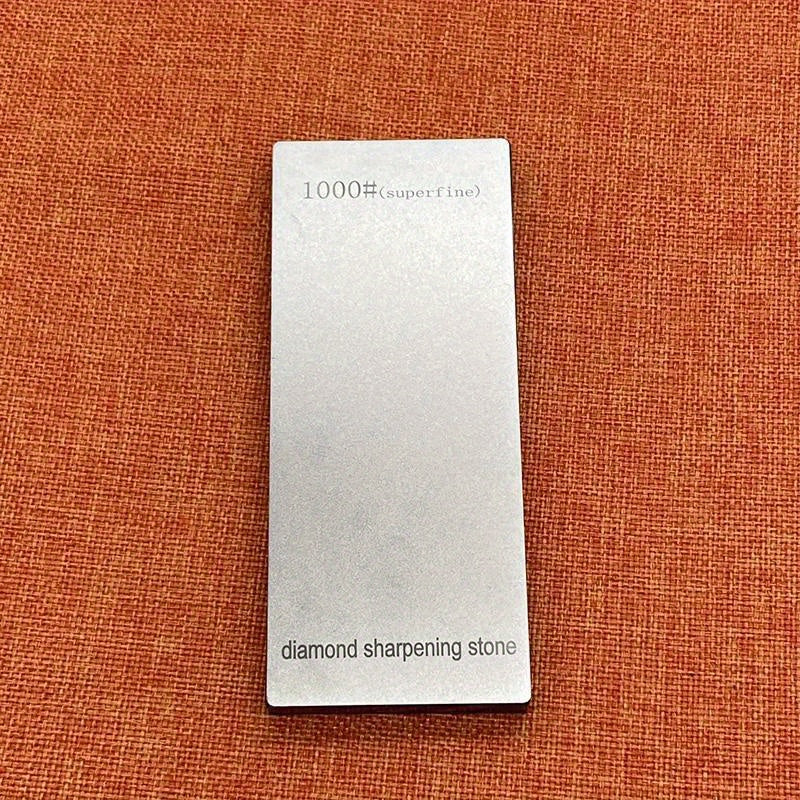 1000#(superfine)
diamond sharpening stone